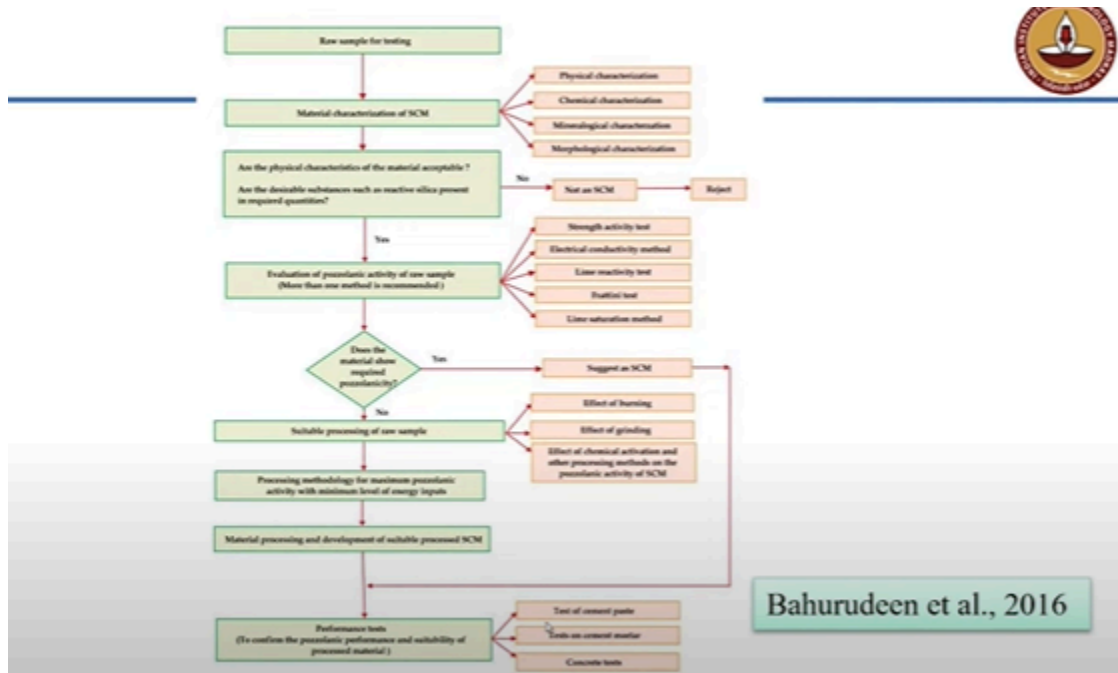 Raw sample for testing
Material characterization of SCM
Physical characterization
Chemical characterization
Mineralogical characterization
Morphological characterization
Are the physical characteristics of the material acceptable ?
Are the desirable substances such as reactive silica present
in required quantities?
No
Not an SCM
Reject
Yes
Strength activity test
Electrical conductivity method
Lime reactivity test
Frattini test
Lime saturation method
Evaluation of pozzolanic activity of raw sample
(More than one method is recommended )
Does the
material show
required
pozzolanicity?
Yes
Suggest as SCM
No
Suitable processing of raw sample
Effect of burning
Effect of grinding
Effect of chemical activation and
other processing methods on the
pozzolanic activity of SCM
Processing methodology for maximum pozzolanic
activity with minimum level of energy inputs
Material processing and development of suitable processed SCM
Bahurudeen et al., 2016
Performance tests
(To confirm the pozzolanic performance and suitability of
processed material )
Test of cement paste
Tests on cement mortar
Concrete tests